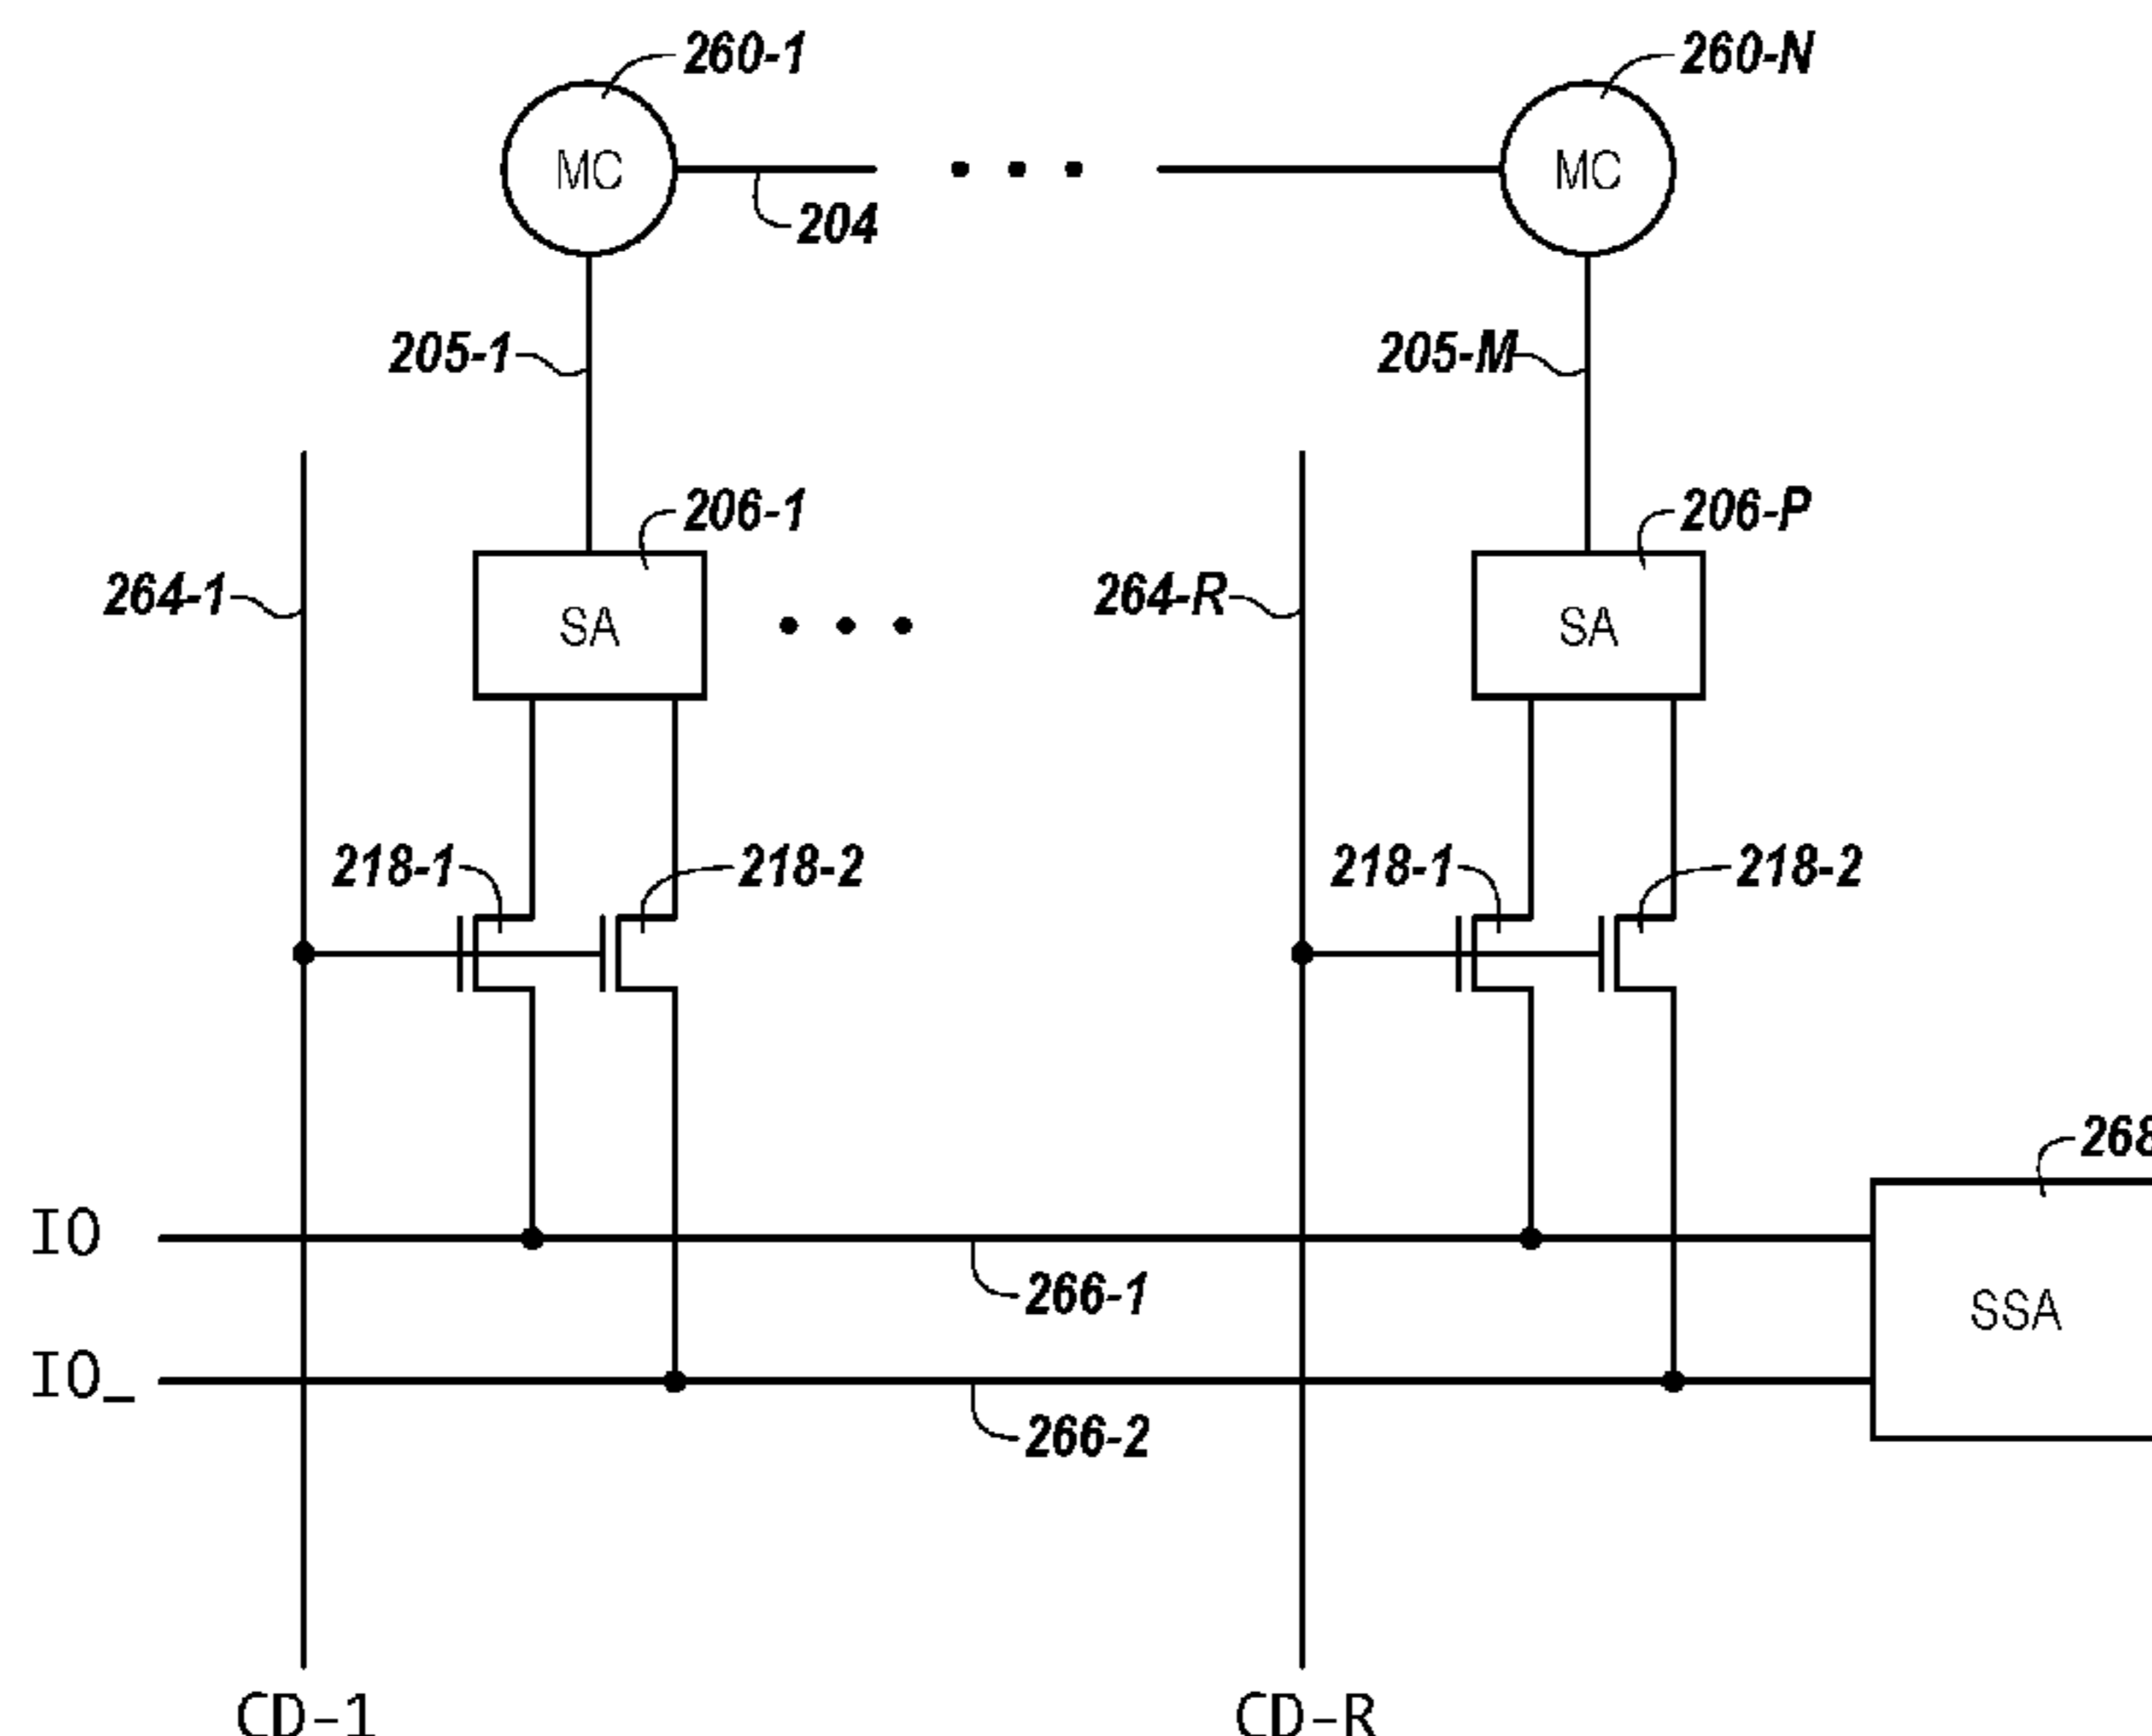 260-1 260-N
MC MC
204
205-1 205-M
206-1 206-P
264-1 264-R
SA SA
218-1 218-2 218-1 218-2
268
IO
266-1
SSA
IO_
266-2
CD-1 CD-R